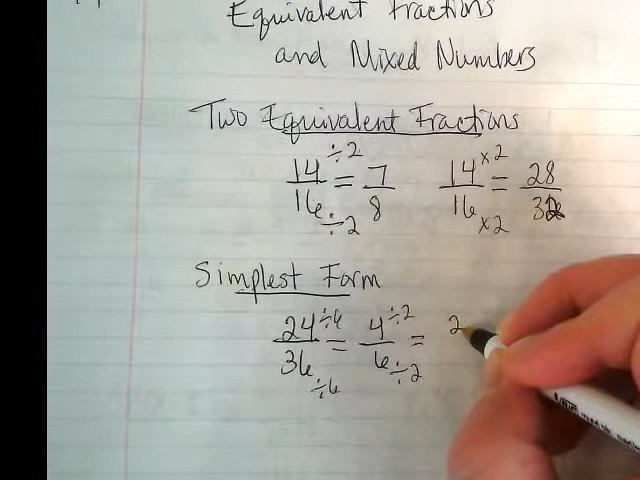 Equivalent Fractions
and Mixed Numbers
Two Equivalent Fractions
14/16 ÷2/÷2 = 7/8 14/16 ×2/×2 = 28/32
Simplest Form
24/36 ÷6/÷6 = 4/6 ÷2/÷2 = 2